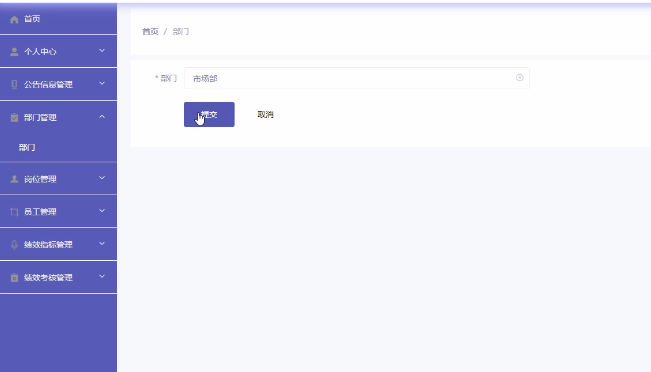 首页
个人中心
公告信息管理
部门管理
部门
岗位管理
员工管理
绩效指标管理
绩效考核管理
首页 / 部门
* 部门 市场部
提交 取消